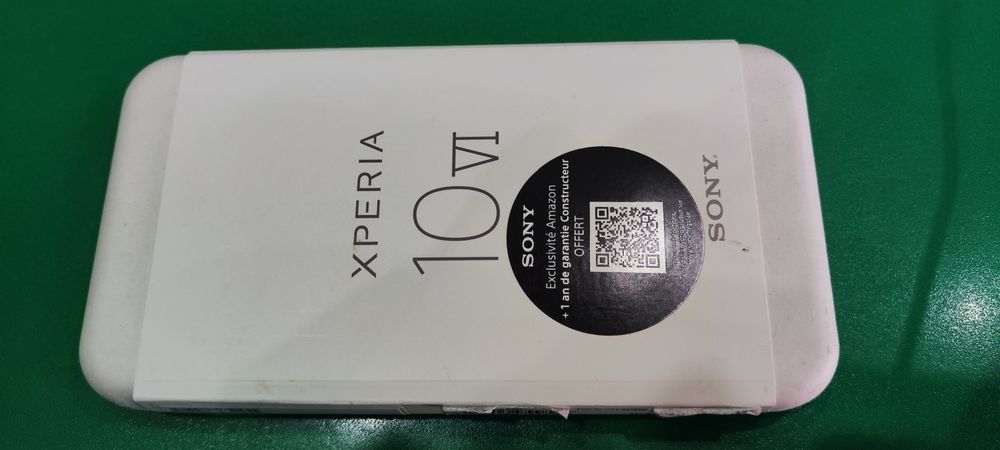 XPERIA
10 VI
SONY
Exclusivité Amazon
+ 1 an de garantie Constructeur
OFFERT
SONY